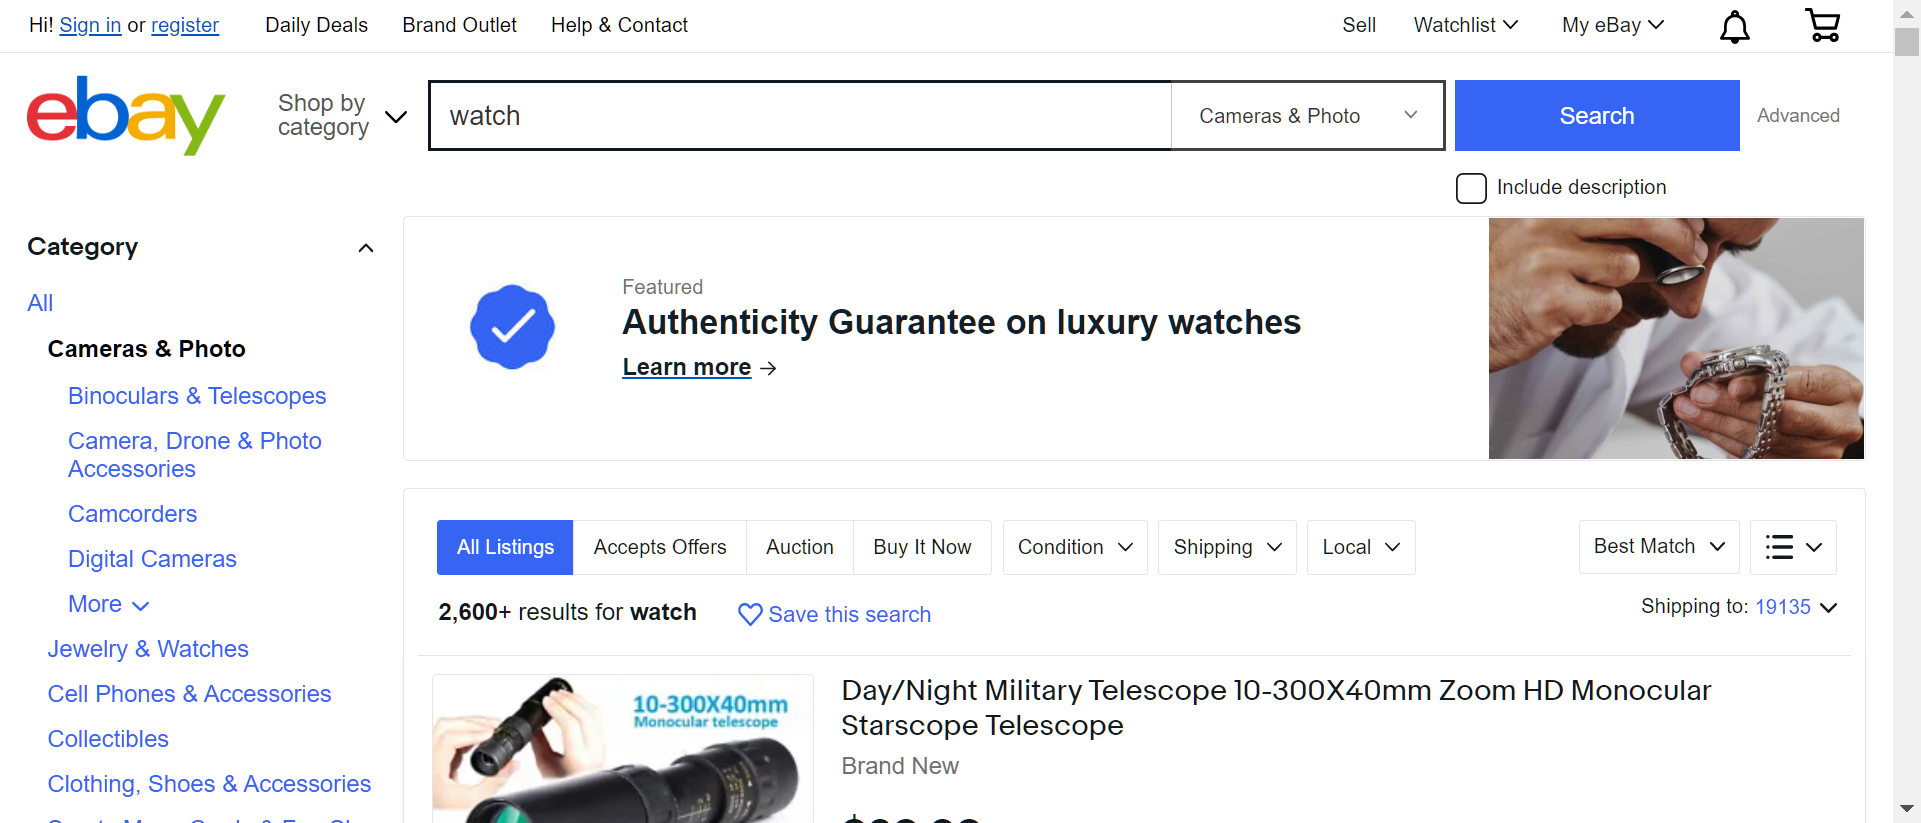 Hi! Sign in or register Daily Deals Brand Outlet Help & Contact Sell Watchlist My eBay
ebay
Shop by category
watch
Cameras & Photo
Search
Advanced
Include description
Category
All
Cameras & Photo
Binoculars & Telescopes
Camera, Drone & Photo
Accessories
Camcorders
Digital Cameras
More
Jewelry & Watches
Cell Phones & Accessories
Collectibles
Clothing, Shoes & Accessories
Featured
Authenticity Guarantee on luxury watches
Learn more →
All Listings Accepts Offers Auction Buy It Now Condition Shipping Local Best Match
2,600+ results for watch Save this search Shipping to: 19135
10-300X40mm
Monocular telescope
Day/Night Military Telescope 10-300X40mm Zoom HD Monocular
Starscope Telescope
Brand New